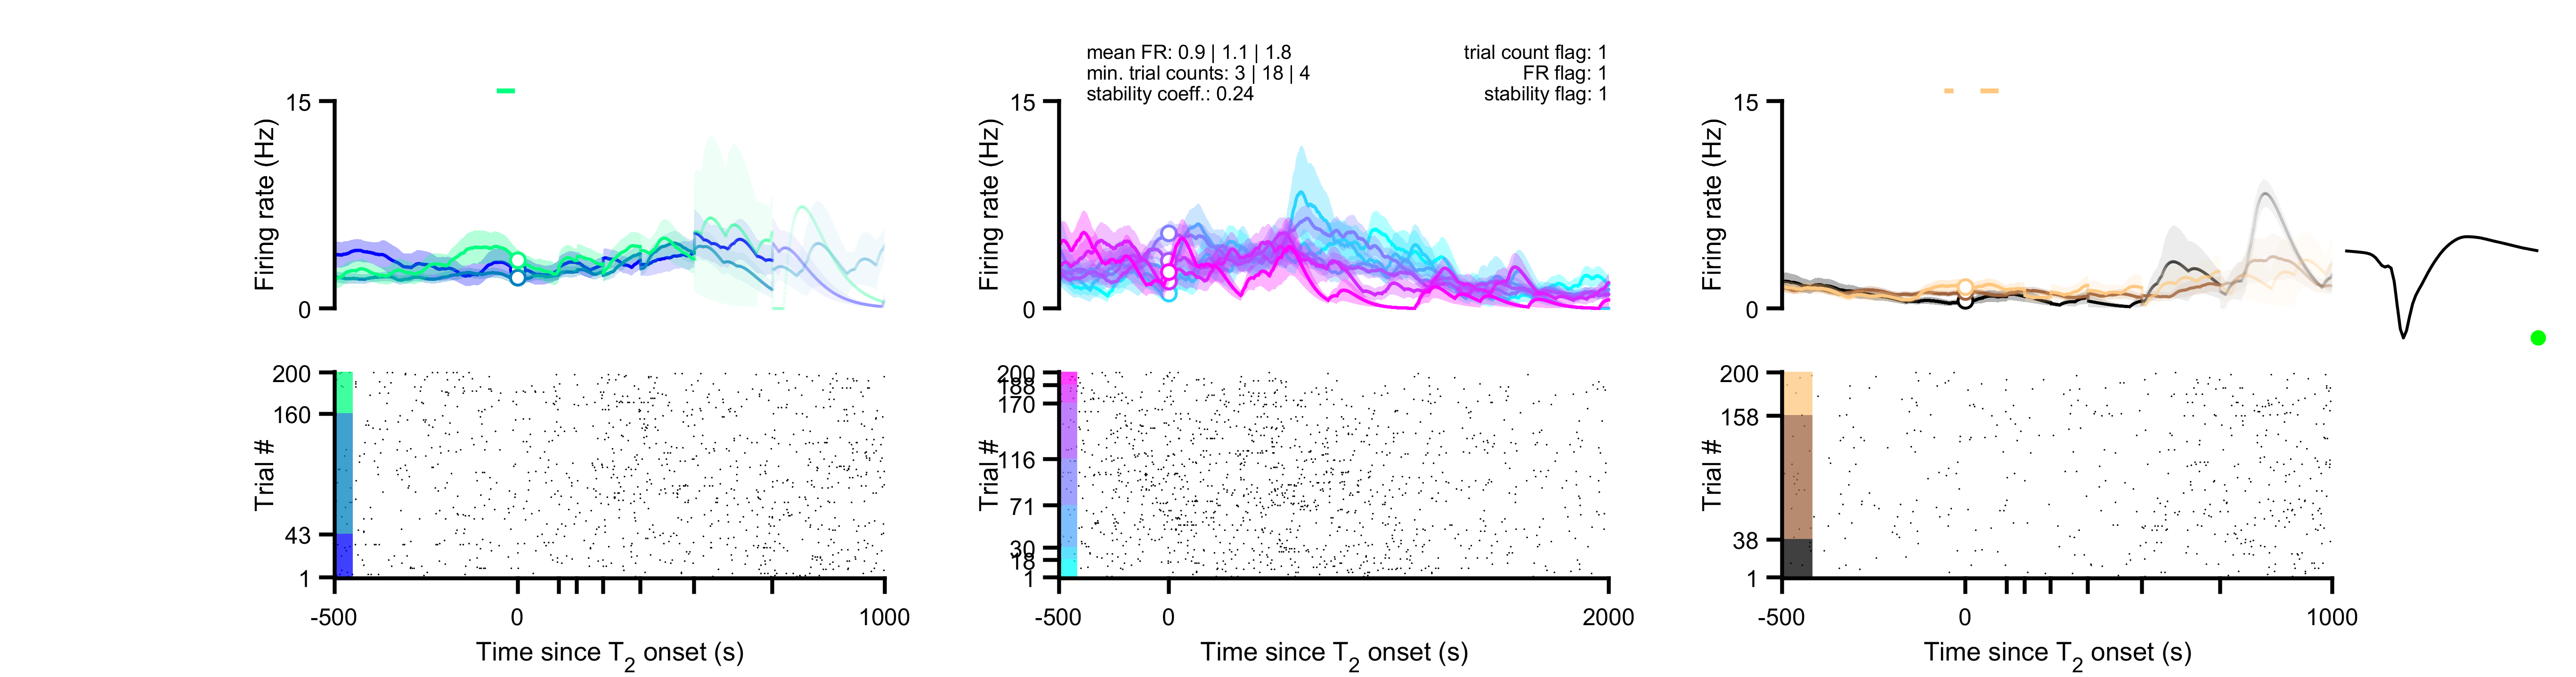 mean FR: 0.9 | 1.1 | 1.8
min. trial counts: 3 | 18 | 4
stability coeff.: 0.24
trial count flag: 1
FR flag: 1
stability flag: 1
15
0
Firing rate (Hz)
200
160
43
1
Trial #
-500
0
1000
Time since T2 onset (s)
15
0
Firing rate (Hz)
200
188
170
116
71
30
18
1
Trial #
-500
0
2000
Time since T2 onset (s)
15
0
Firing rate (Hz)
200
158
38
1
Trial #
-500
0
1000
Time since T2 onset (s)